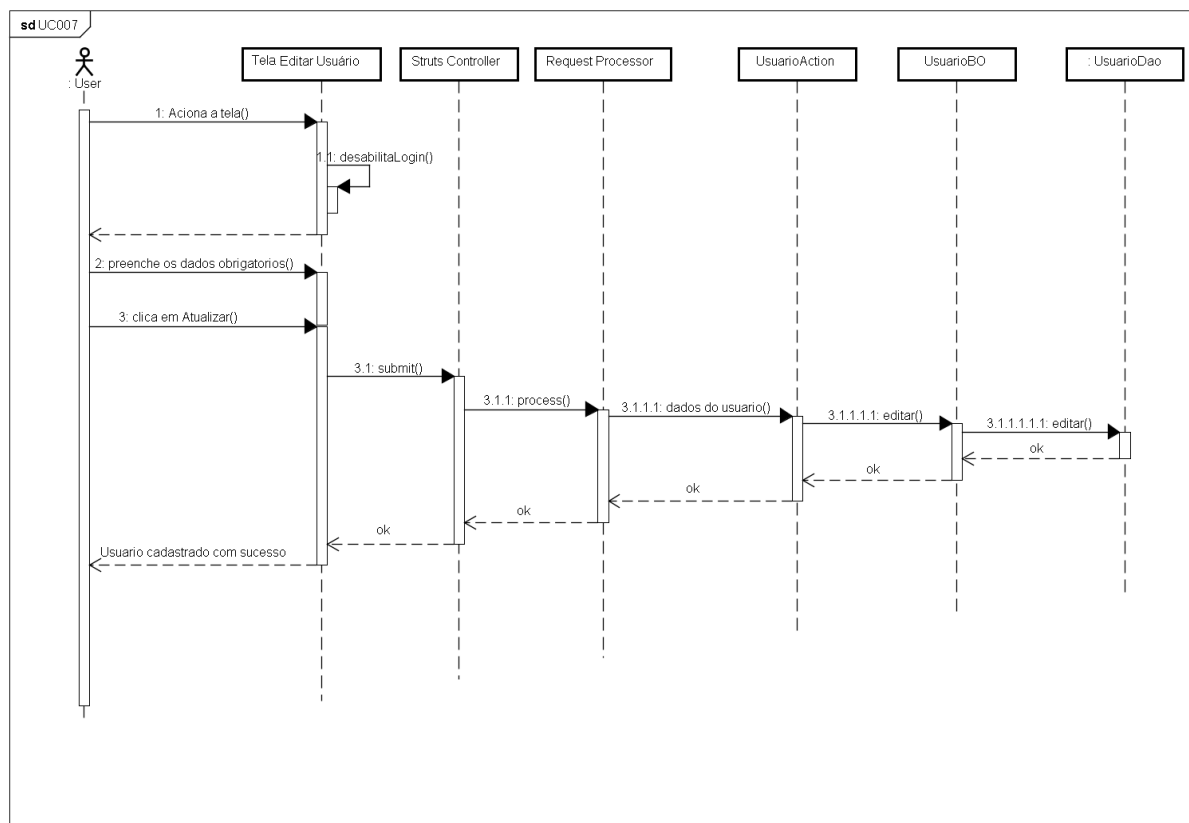 sd UC007
: User
Tela Editar Usuário
Struts Controller
Request Processor
UsuarioAction
UsuarioBO
: UsuarioDao
1: Aciona a tela()
1.1: desabilitaLogin()
2: preenche os dados obrigatorios()
3: clica em Atualizar()
3.1: submit()
3.1.1: process()
3.1.1.1: dados do usuario()
3.1.1.1.1: editar()
3.1.1.1.1.1: editar()
ok
ok
ok
ok
ok
Usuario cadastrado com sucesso